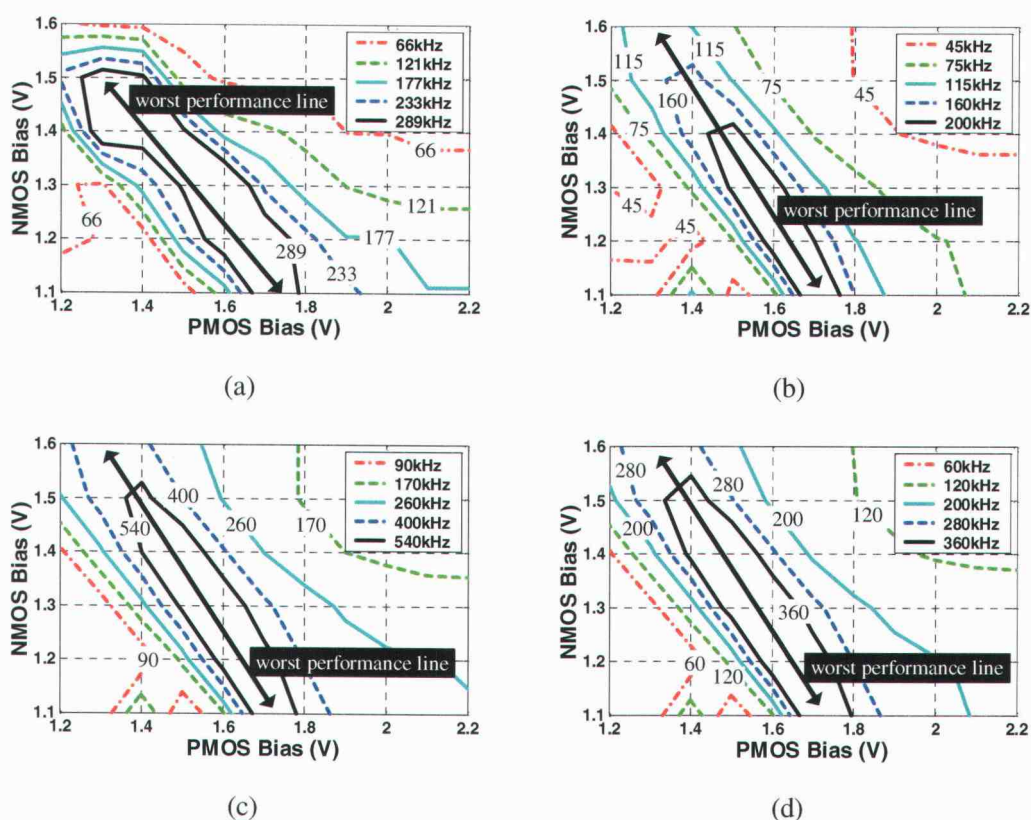 1.6
1.5
1.4
1.3
1.2
1.1
NMOS Bias (V)
1.2
1.4
1.6
1.8
2
2.2
PMOS Bias (V)
66kHz
121kHz
177kHz
233kHz
289kHz
worst performance line
66
66
121
177
233
289
(a)
1.6
1.5
1.4
1.3
1.2
1.1
NMOS Bias (V)
1.2
1.4
1.6
1.8
2
2.2
PMOS Bias (V)
45kHz
75kHz
115kHz
160kHz
200kHz
worst performance line
115
115
75
45
160
75
45
45
(b)
1.6
1.5
1.4
1.3
1.2
1.1
NMOS Bias (V)
1.2
1.4
1.6
1.8
2
2.2
PMOS Bias (V)
90kHz
170kHz
260kHz
400kHz
540kHz
worst performance line
400
540
260
170
90
(c)
1.6
1.5
1.4
1.3
1.2
1.1
NMOS Bias (V)
1.2
1.4
1.6
1.8
2
2.2
PMOS Bias (V)
60kHz
120kHz
200kHz
280kHz
360kHz
worst performance line
280
280
200
200
120
360
60
120
(d)